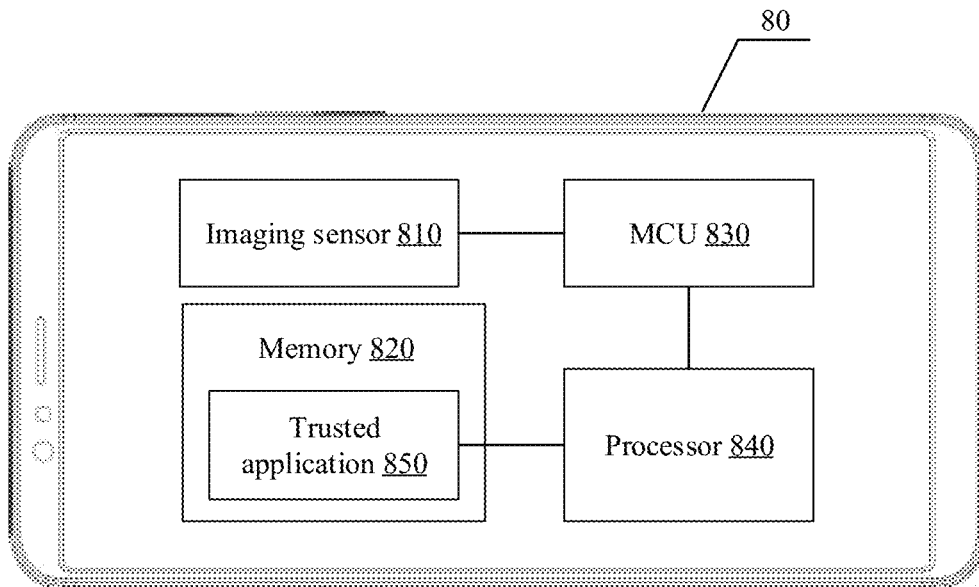 80
Imaging sensor 810
MCU 830
Memory 820
Trusted
application 850
Processor 840